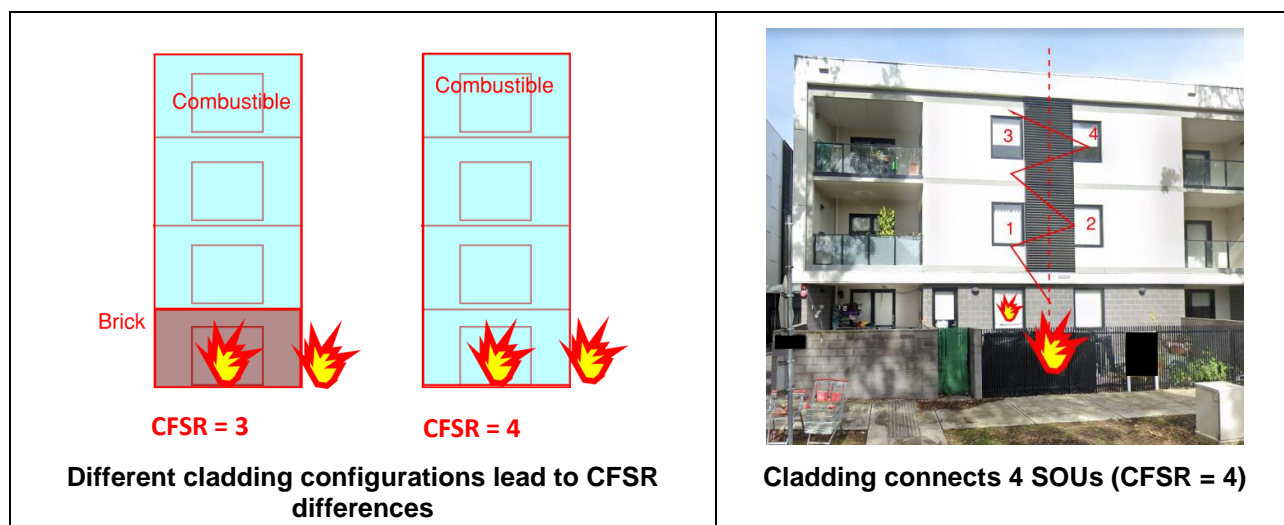 Combustible
Combustible
Brick
CFSR = 3
CFSR = 4
Different cladding configurations lead to CFSR
differences
3
4
1
2
Cladding connects 4 SOUs (CFSR = 4)